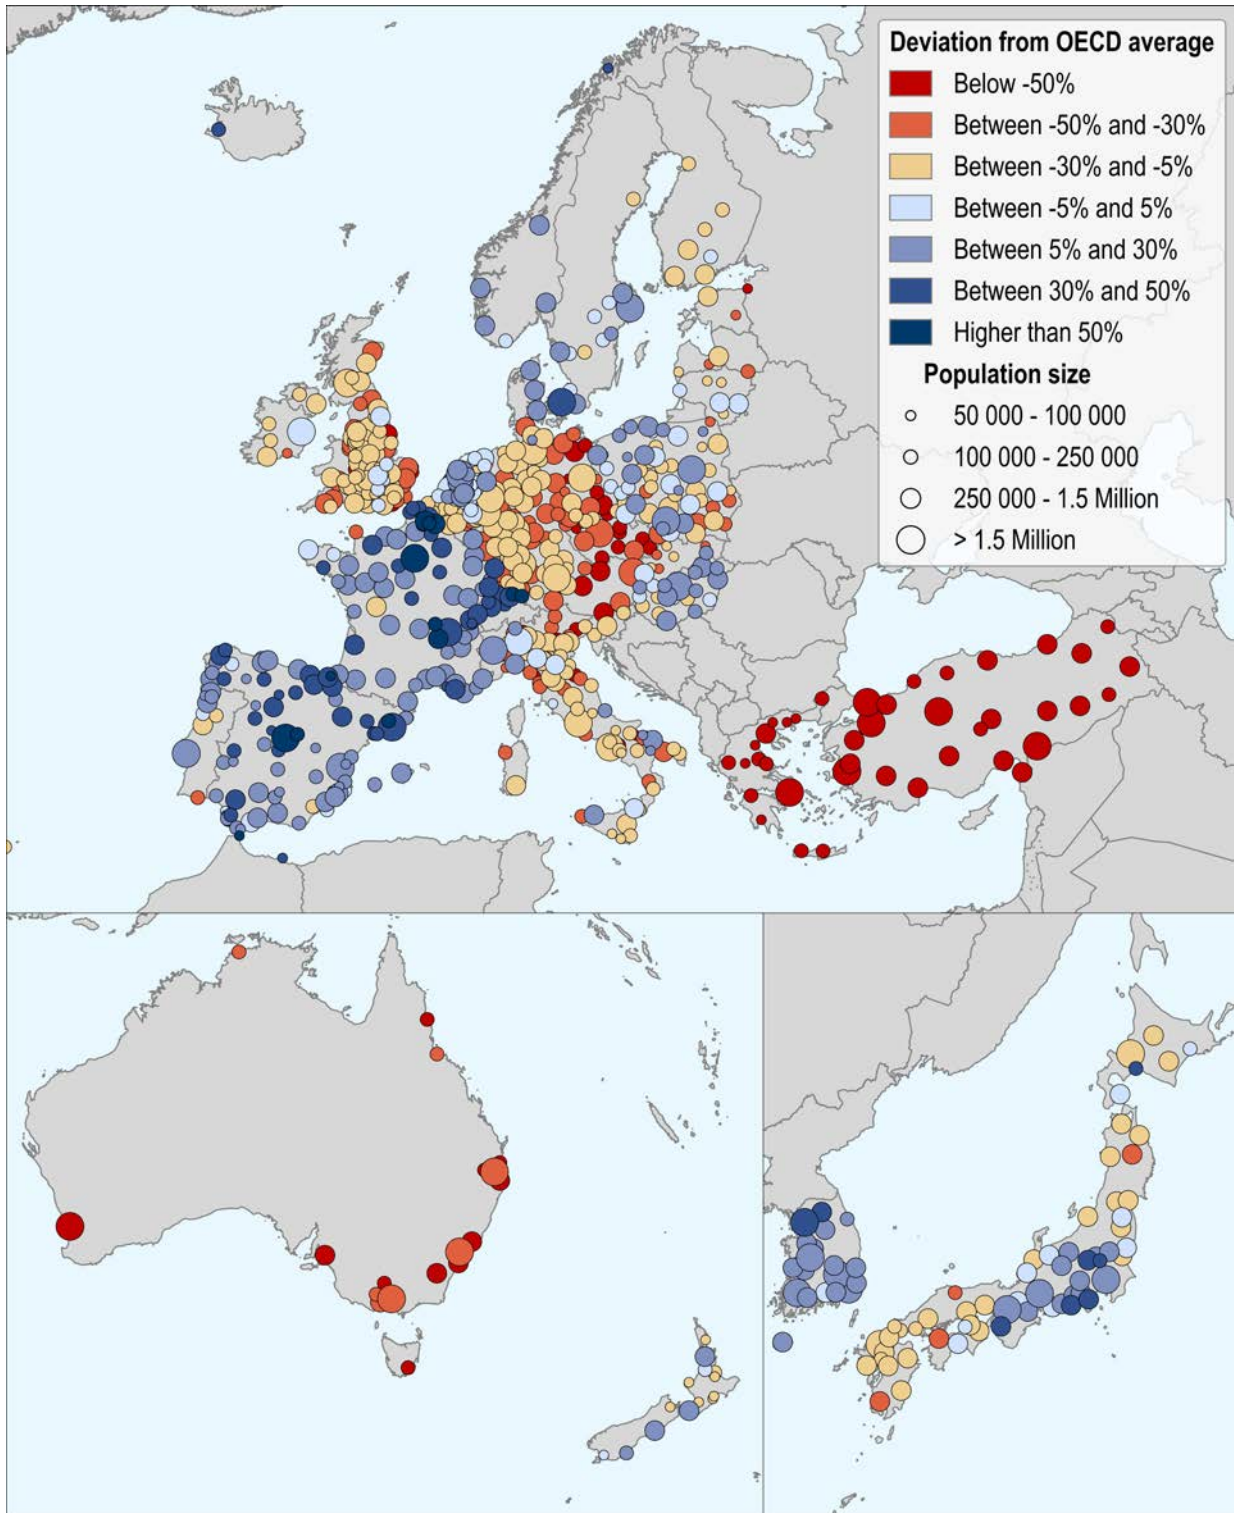 Deviation from OECD average
Below -50%
Between -50% and -30%
Between -30% and -5%
Between -5% and 5%
Between 5% and 30%
Between 30% and 50%
Higher than 50%
Population size
50 000 - 100 000
100 000 - 250 000
250 000 - 1.5 Million
> 1.5 Million